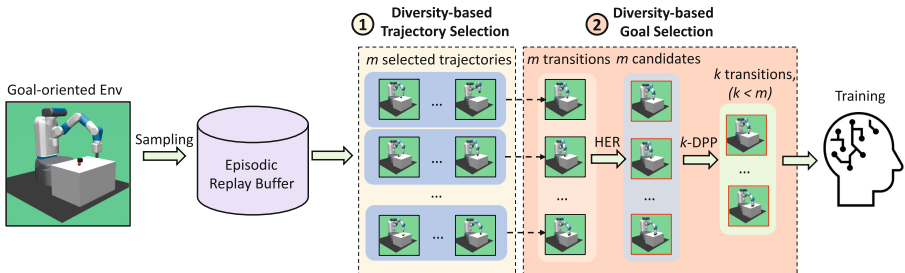 Goal-oriented Env
Sampling
Episodic
Replay Buffer
1
Diversity-based
Trajectory Selection
m selected trajectories
...
...
...
...
2
Diversity-based
Goal Selection
m transitions
...
HER
m candidates
...
k-DPP
k transitions,
(k < m)
...
Training